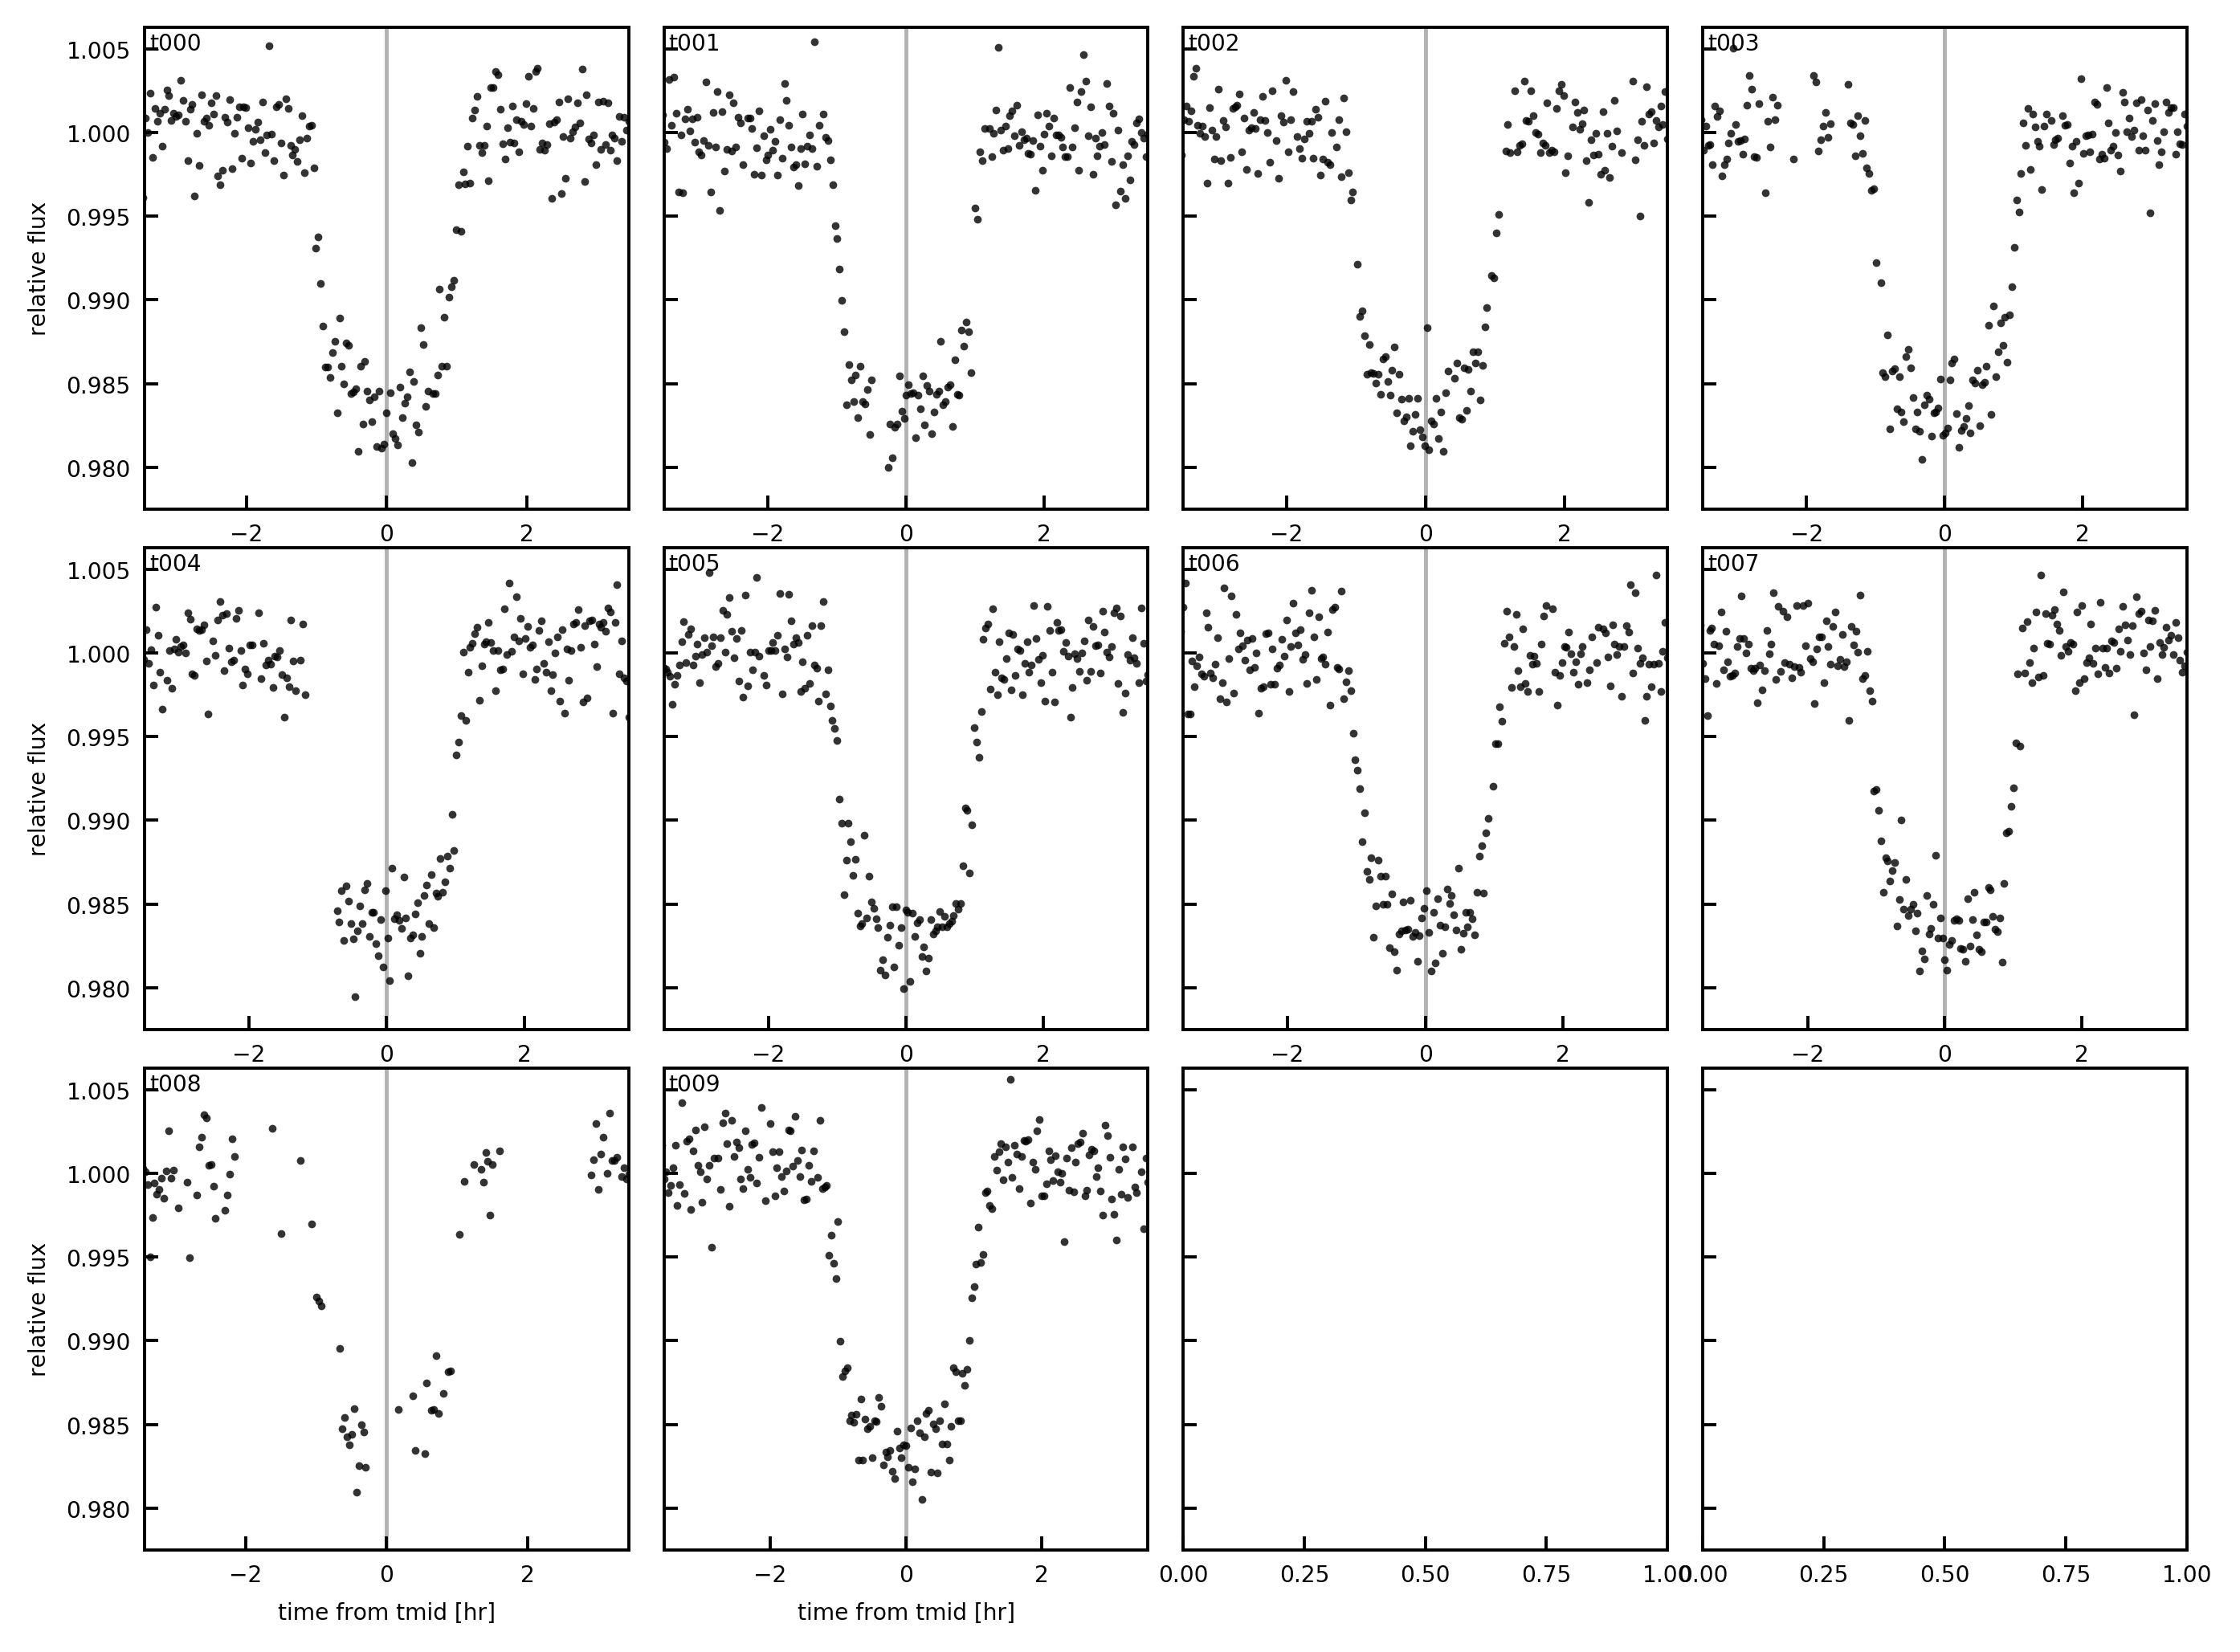 t000 t001 t002 t003
1.005
1.000
0.995
0.990
0.985
0.980
relative flux
−2 0 2 −2 0 2 −2 0 2 −2 0 2
t004 t005 t006 t007
1.005
1.000
0.995
0.990
0.985
0.980
relative flux
−2 0 2 −2 0 2 −2 0 2 −2 0 2
t008 t009
1.005
1.000
0.995
0.990
0.985
0.980
relative flux
−2 0 2 −2 0 2 0.00 0.25 0.50 0.75 1.00 0.00 0.25 0.50 0.75 1.00
time from tmid [hr] time from tmid [hr]